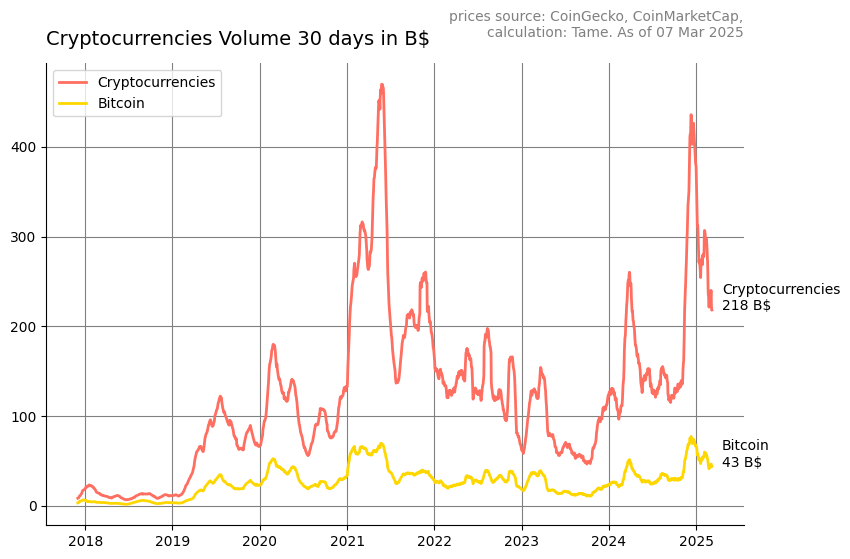 prices source: CoinGecko, CoinMarketCap,
calculation: Tame. As of 07 Mar 2025
Cryptocurrencies Volume 30 days in B$
Cryptocurrencies
Bitcoin
400
300
200
100
0
Cryptocurrencies
218 B$
Bitcoin
43 B$
2018
2019
2020
2021
2022
2023
2024
2025